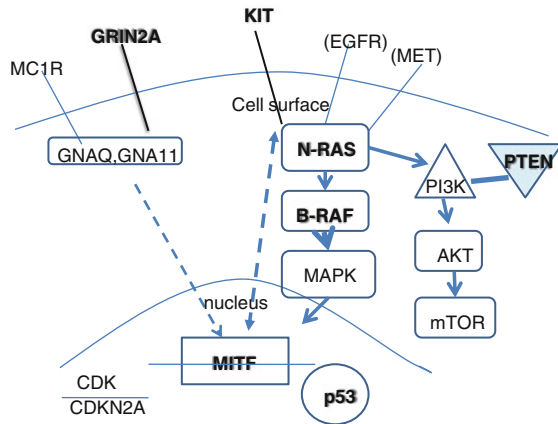 KIT
GRIN2A
(EGFR)
MC1R
(MET)
Cell surface
GNAQ,GNA11
N-RAS
PTEN
PI3K
B-RAF
AKT
MAPK
nucleus
mTOR
MITF
CDK
CDKN2A
p53